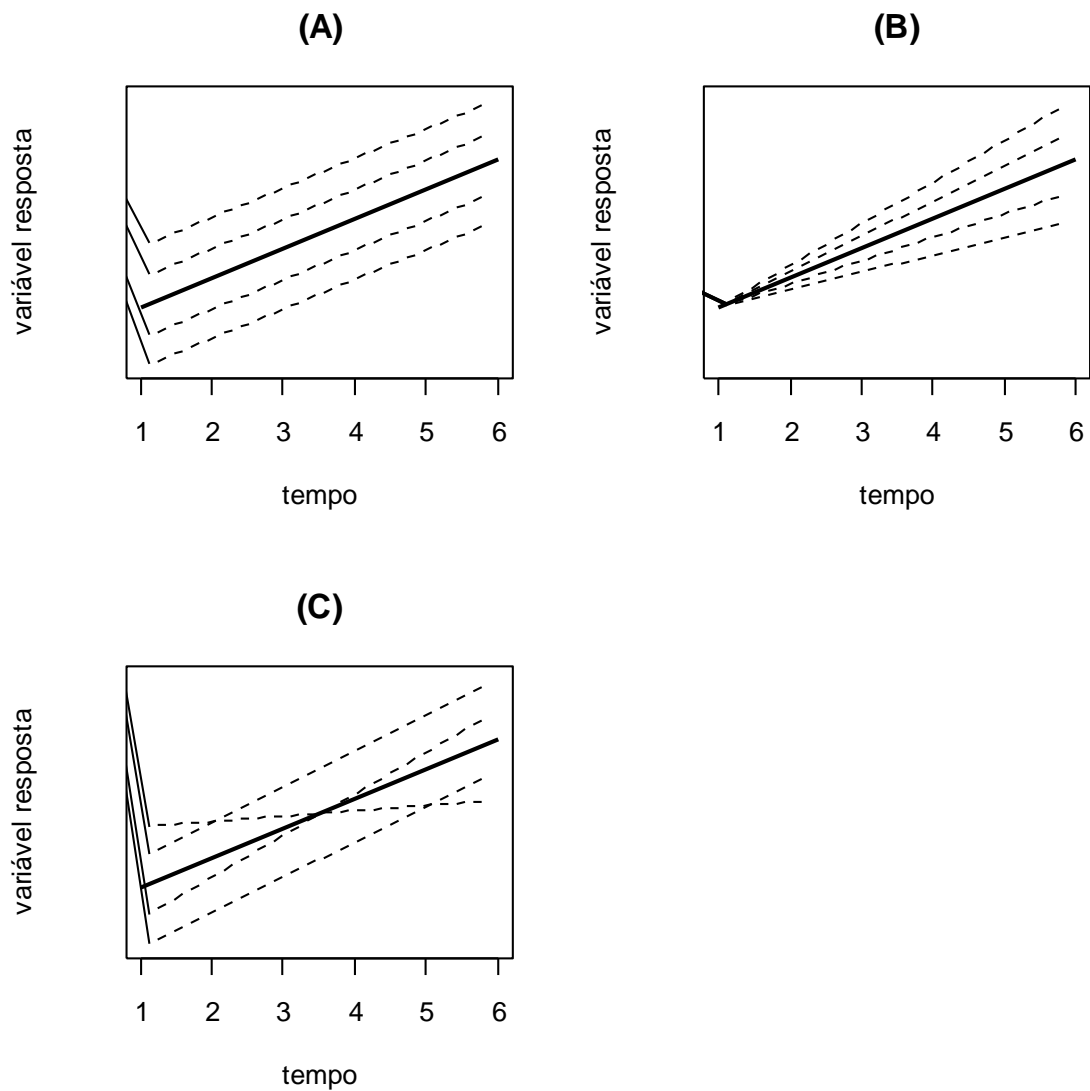 (A)
variável resposta
1 2 3 4 5 6
tempo
(B)
variável resposta
1 2 3 4 5 6
tempo
(C)
variável resposta
1 2 3 4 5 6
tempo